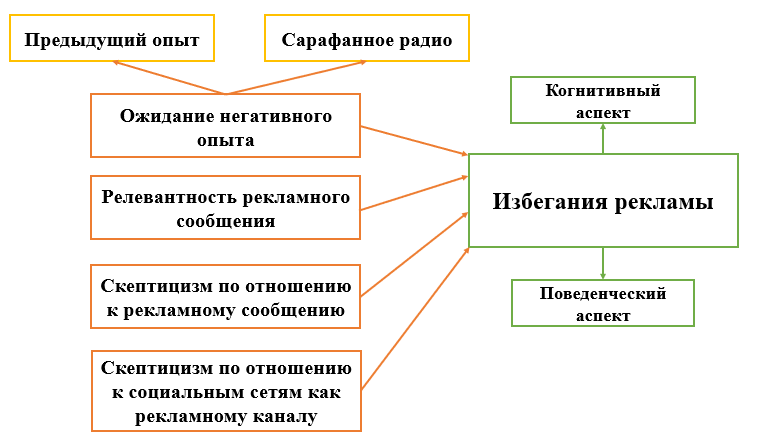 Предыдущий опыт
Сарафанное радио
Ожидание негативного
опыта
Когнитивный
аспект
Релевантность рекламного
сообщения
Избегания рекламы
Скептицизм по отношению
к рекламному сообщению
Поведенческий
аспект
Скептицизм по отношению
к социальным сетям как
рекламному каналу